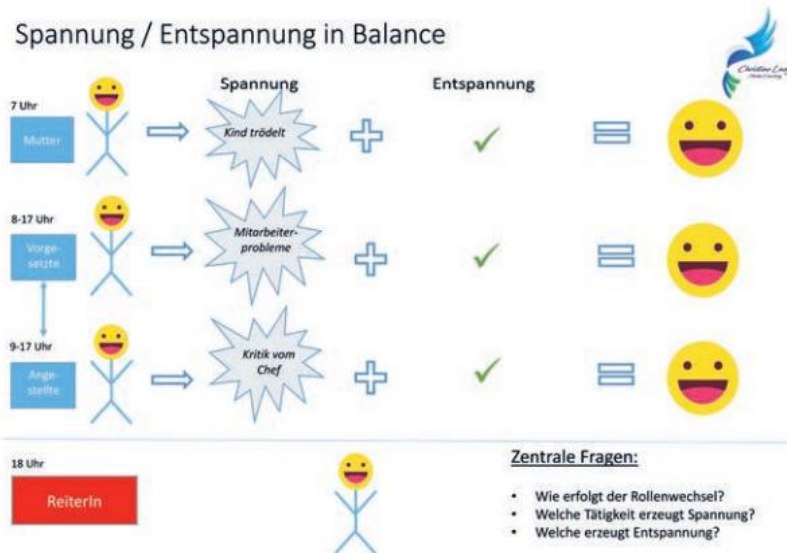 Spannung / Entspannung in Balance
Spannung
Entspannung
7 Uhr
Mutter
Kind trödelt
8-17 Uhr
Vorge-
setzte
Mitarbeiter-
probleme
9-17 Uhr
Ange-
stellte
Kritik vom
Chef
18 Uhr
ReiterIn
Zentrale Fragen:
• Wie erfolgt der Rollenwechsel?
• Welche Tätigkeit erzeugt Spannung?
• Welche erzeugt Entspannung?